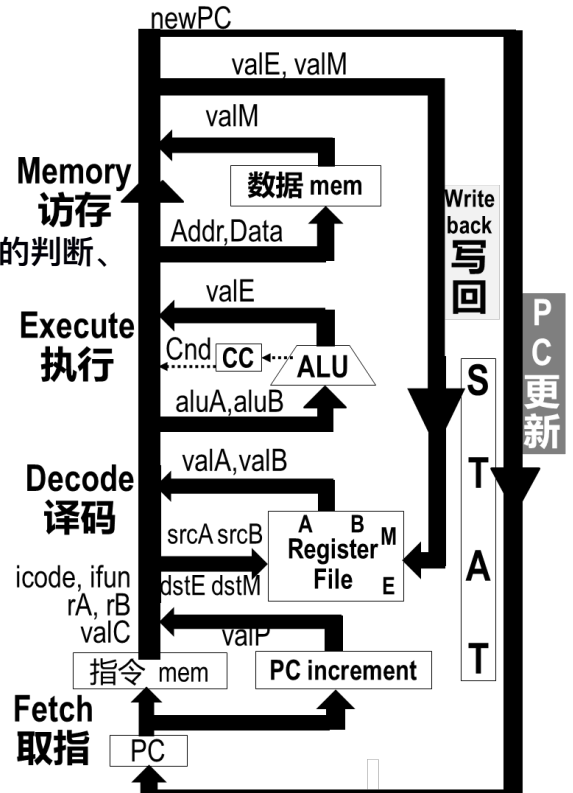 newPC
valE, valM
valM
Memory
访存
数据 mem
Write
back
写
回
Addr,Data
的判断、
valE
P
C
更
新
Execute
执行
Cnd
CC
ALU
S
T
A
T
aluA,aluB
valA,valB
Decode
译码
A B M
Register
File E
srcA srcB
dstE dstM
icode, ifun
rA, rB
valC
valP
指令 mem
PC increment
Fetch
取指
PC